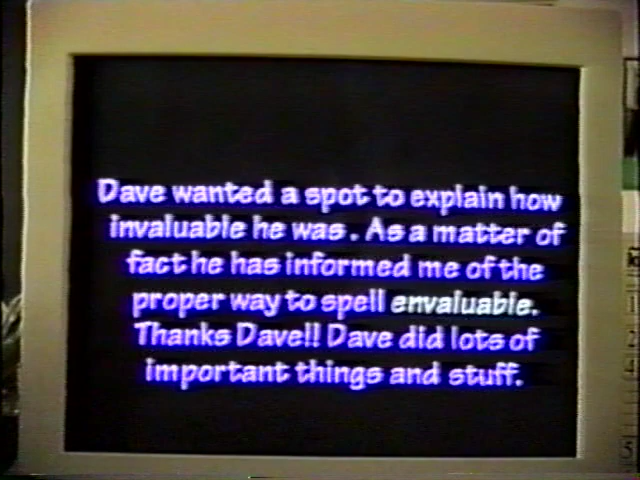 Dave wanted a spot to explain how
invaluable he was . As a matter of
fact he has informed me of the
proper way to spell envaluable.
Thanks Dave!! Dave did lots of
important things and stuff.